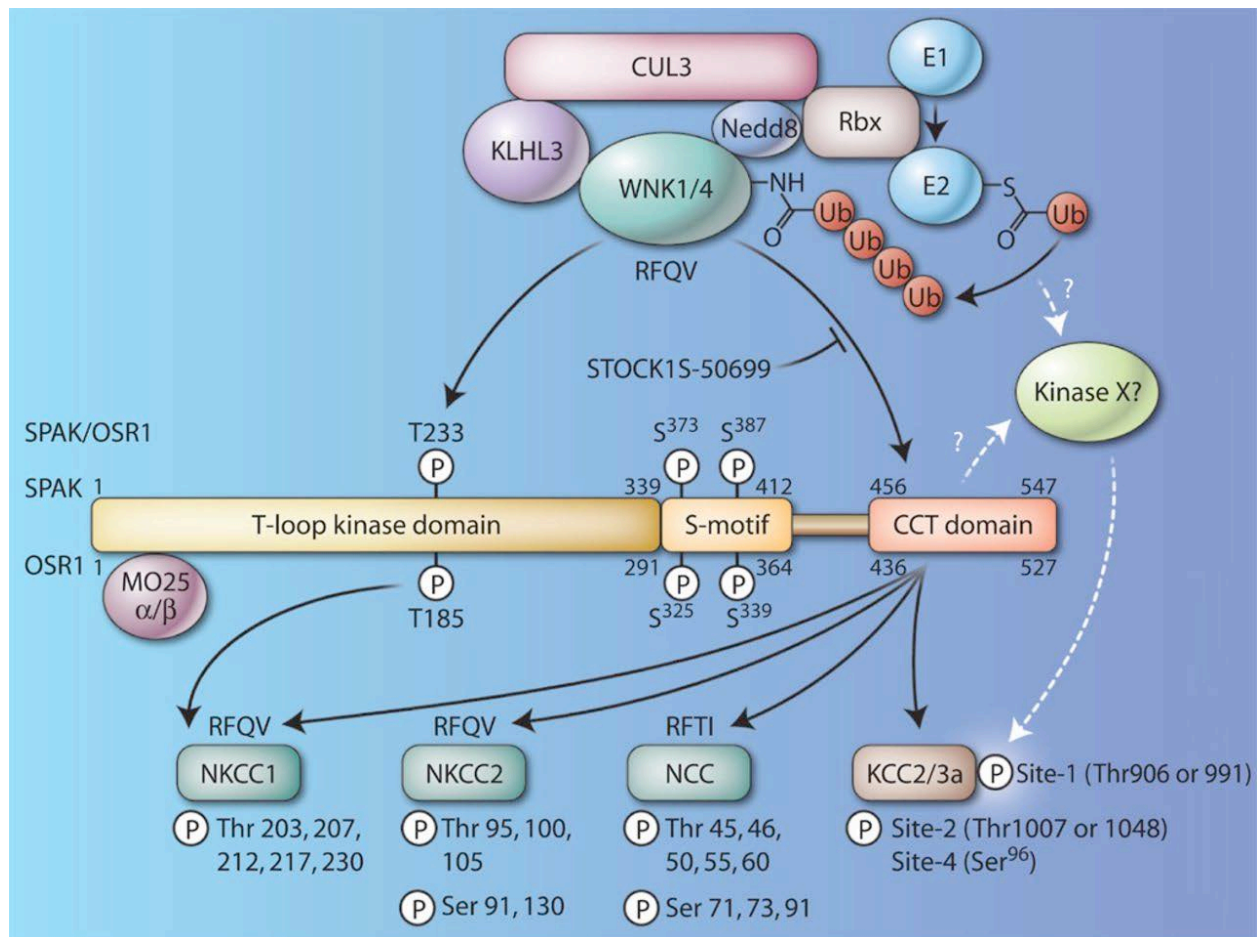 CUL3
E1
KLHL3
Nedd8
Rbx
WNK1/4
NH
E2
S
O
Ub
Ub
Ub
Ub
O
Ub
RFQV
?
STOCK1S-50699
Kinase X?
?
SPAK/OSR1
T233
S373
S387
P
P
P
SPAK 1
339
412
456
547
T-loop kinase domain
S-motif
CCT domain
OSR1 1
291
364
436
527
MO25
α/β
P
P
P
T185
S325
S339
RFQV
RFQV
RFTI
NKCC1
NKCC2
NCC
KCC2/3a
P Site-1 (Thr906 or 991)
P Thr 203, 207,
212, 217, 230
P Thr 95, 100,
105
P Ser 91, 130
P Thr 45, 46,
50, 55, 60
P Ser 71, 73, 91
P Site-2 (Thr1007 or 1048)
Site-4 (Ser96)